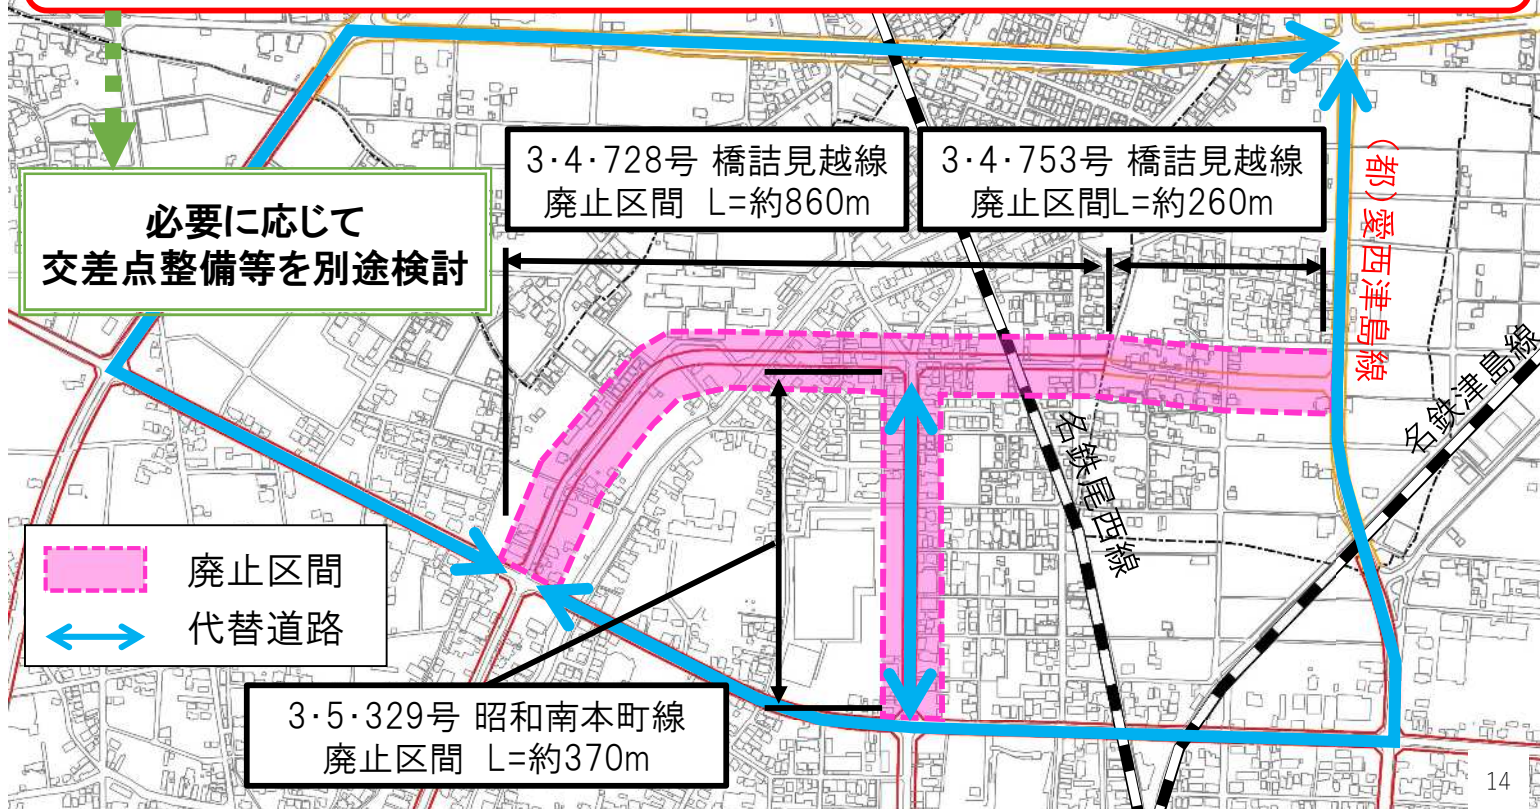 3・4・728号 橋詰見越線
廃止区間 L=約860m
3・4・753号 橋詰見越線
廃止区間L=約260m
(都)愛西津島線
必要に応じて
交差点整備等を別途検討
名鉄津島線
名鉄尾西線
廃止区間
代替道路
3・5・329号 昭和南本町線
廃止区間 L=約370m
14